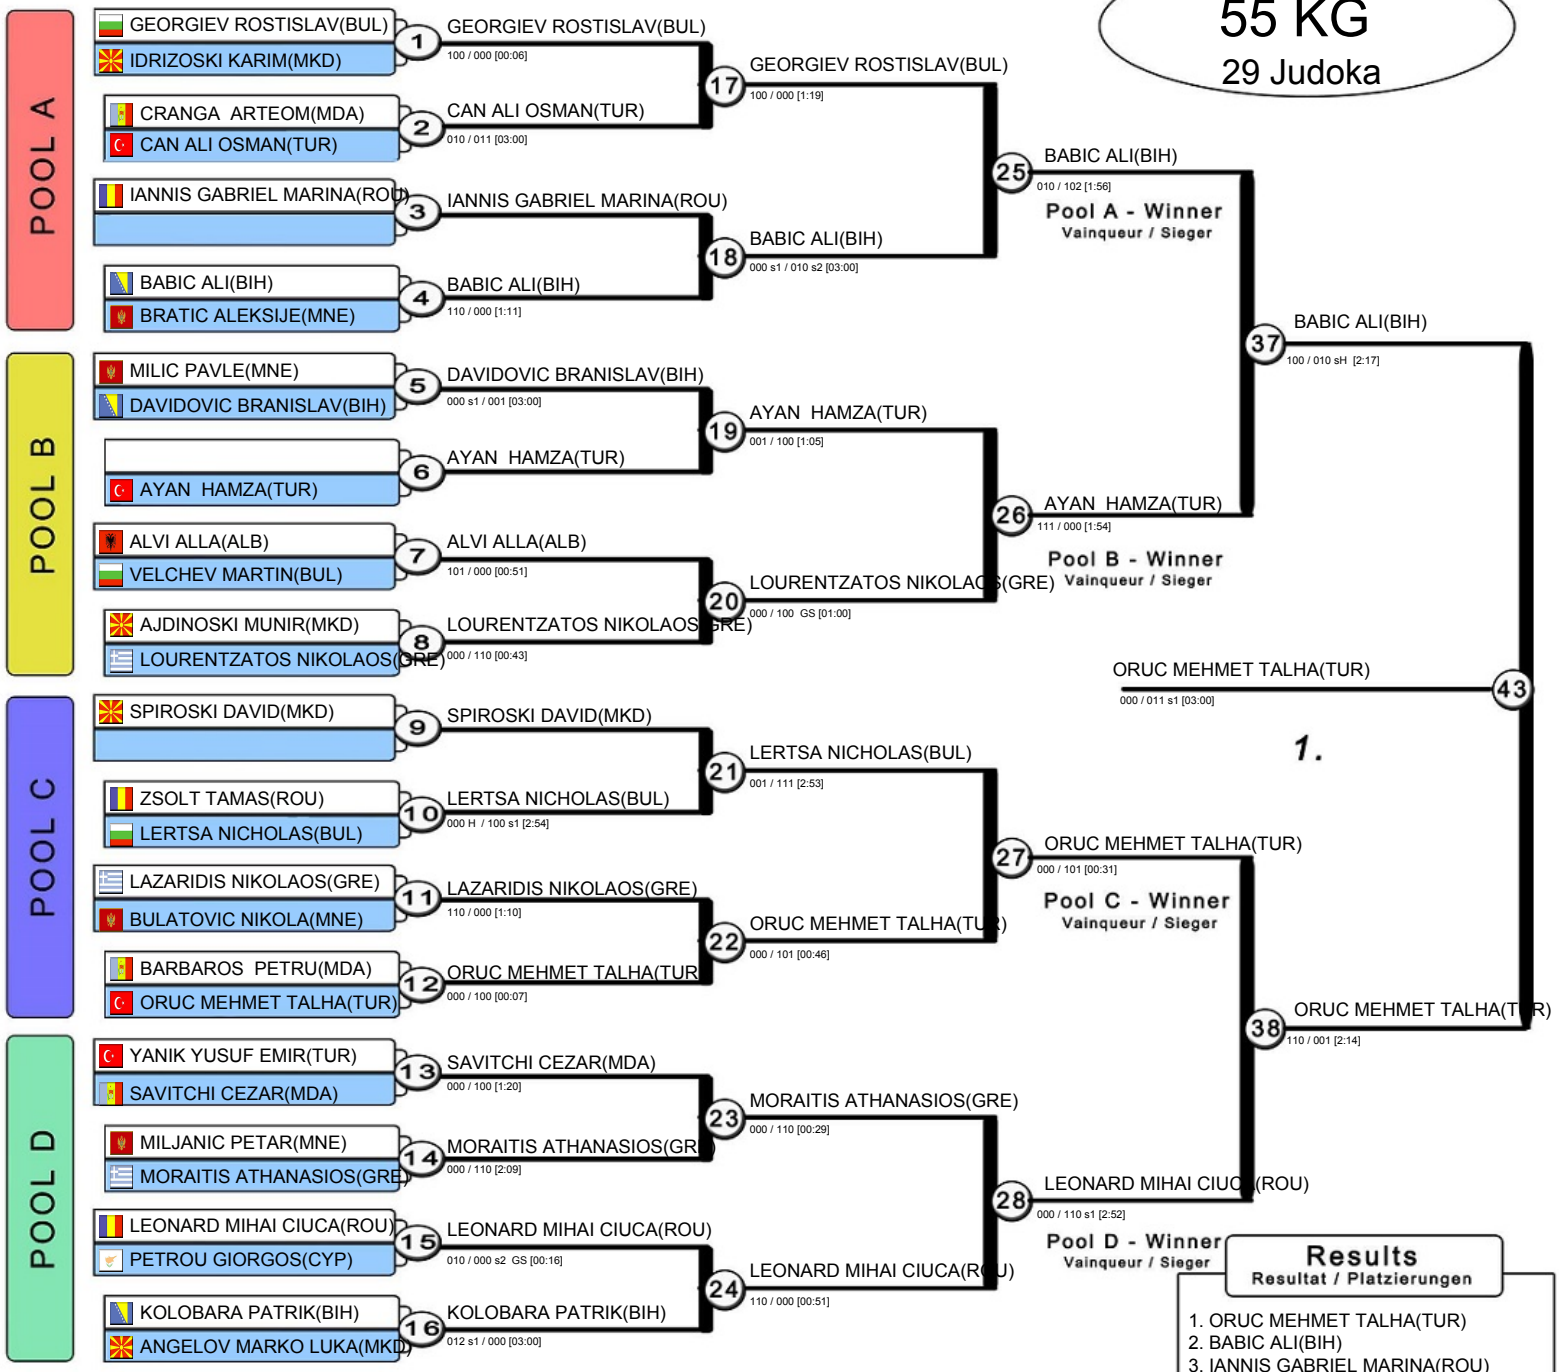 55 KG
29 Judoka
POOL A
GEORGIEV ROSTISLAV(BUL)
IDRIZOSKI KARIM(MKD)
1
GEORGIEV ROSTISLAV(BUL)
100 / 000 [00:06]
CRANGA  ARTEOM(MDA)
CAN ALI OSMAN(TUR)
2
CAN ALI OSMAN(TUR)
010 / 011 [03:00]
17
GEORGIEV ROSTISLAV(BUL)
100 / 000 [1:19]
IANNIS GABRIEL MARINA(ROU)
3
IANNIS GABRIEL MARINA(ROU)
BABIC ALI(BIH)
BRATIC ALEKSIJE(MNE)
4
BABIC ALI(BIH)
110 / 000 [1:11]
18
BABIC ALI(BIH)
000 s1 / 010 s2 [03:00]
25
BABIC ALI(BIH)
010 / 102 [1:56]
Pool A - Winner
Vainqueur / Sieger
POOL B
MILIC PAVLE(MNE)
DAVIDOVIC BRANISLAV(BIH)
5
DAVIDOVIC BRANISLAV(BIH)
000 s1 / 001 [03:00]
AYAN  HAMZA(TUR)
6
AYAN  HAMZA(TUR)
19
AYAN  HAMZA(TUR)
001 / 100 [1:05]
ALVI ALLA(ALB)
VELCHEV MARTIN(BUL)
7
ALVI ALLA(ALB)
101 / 000 [00:51]
AJDINOSKI MUNIR(MKD)
LOURENTZATOS NIKOLAOS(GRE)
8
LOURENTZATOS NIKOLAOS(GRE)
000 / 110 [00:43]
20
LOURENTZATOS NIKOLAOS(GRE)
000 / 100  GS [01:00]
26
AYAN  HAMZA(TUR)
111 / 000 [1:54]
Pool B - Winner
Vainqueur / Sieger
37
BABIC ALI(BIH)
100 / 010 sH  [2:17]
POOL C
SPIROSKI DAVID(MKD)
9
SPIROSKI DAVID(MKD)
ZSOLT TAMAS(ROU)
LERTSA NICHOLAS(BUL)
10
LERTSA NICHOLAS(BUL)
000 H  / 100 s1 [2:54]
21
LERTSA NICHOLAS(BUL)
001 / 111 [2:53]
LAZARIDIS NIKOLAOS(GRE)
BULATOVIC NIKOLA(MNE)
11
LAZARIDIS NIKOLAOS(GRE)
110 / 000 [1:10]
BARBAROS  PETRU(MDA)
ORUC MEHMET TALHA(TUR)
12
ORUC MEHMET TALHA(TUR
000 / 100 [00:07]
22
ORUC MEHMET TALHA(TUR)
000 / 101 [00:46]
27
ORUC MEHMET TALHA(TUR)
000 / 101 [00:31]
Pool C - Winner
Vainqueur / Sieger
POOL D
YANIK YUSUF EMIR(TUR)
SAVITCHI CEZAR(MDA)
13
SAVITCHI CEZAR(MDA)
000 / 100 [1:20]
MILJANIC PETAR(MNE)
MORAITIS ATHANASIOS(GRE)
14
MORAITIS ATHANASIOS(GRE)
000 / 110 [2:09]
23
MORAITIS ATHANASIOS(GRE)
000 / 110 [00:29]
LEONARD MIHAI CIUCA(ROU)
PETROU GIORGOS(CYP)
15
LEONARD MIHAI CIUCA(ROU)
010 / 000 s2  GS [00:16]
KOLOBARA PATRIK(BIH)
ANGELOV MARKO LUKA(MKD)
16
KOLOBARA PATRIK(BIH)
012 s1 / 000 [03:00]
24
LEONARD MIHAI CIUCA(ROU)
110 / 000 [00:51]
28
LEONARD MIHAI CIUCA(ROU)
000 / 110 s1 [2:52]
Pool D - Winner
Vainqueur / Sieger
38
ORUC MEHMET TALHA(TUR)
110 / 001 [2:14]
ORUC MEHMET TALHA(TUR)
43
000 / 011 s1 [03:00]
1.
Results
Resultat / Platzierungen
1. ORUC MEHMET TALHA(TUR)
2. BABIC ALI(BIH)
3. IANNIS GABRIEL MARINA(ROU)